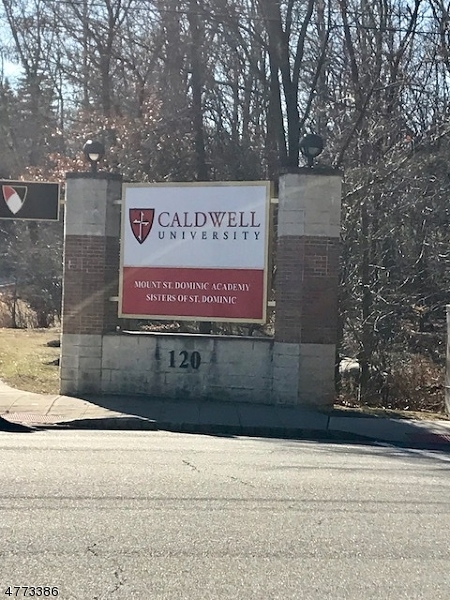 CALDWELL
UNIVERSITY
MOUNT ST. DOMINIC ACADEMY
SISTERS OF ST. DOMINIC
120
4773386